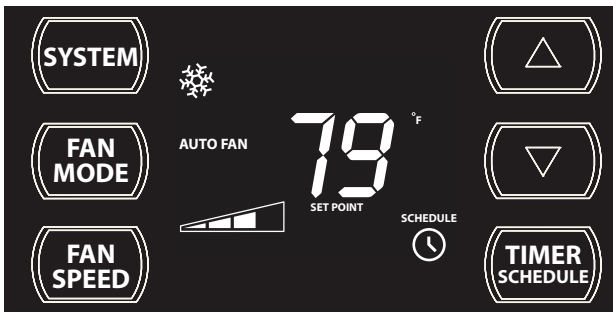 SYSTEM
FAN
MODE
FAN
SPEED
AUTO FAN
79
°F
SET POINT
SCHEDULE
TIMER
SCHEDULE